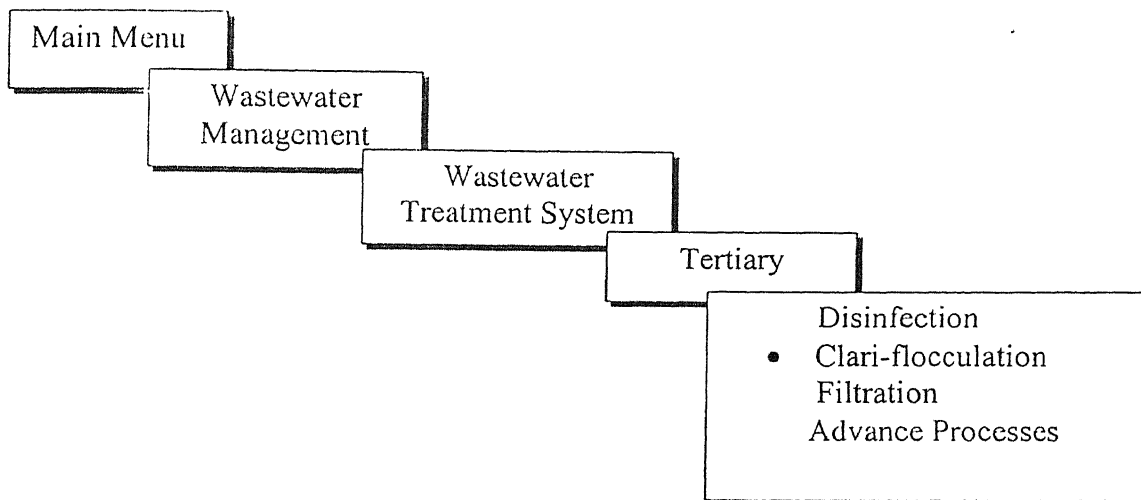 Main Menu
Wastewater
Management
Wastewater
Treatment System
Tertiary
Disinfection
• Clari-flocculation
Filtration
Advance Processes